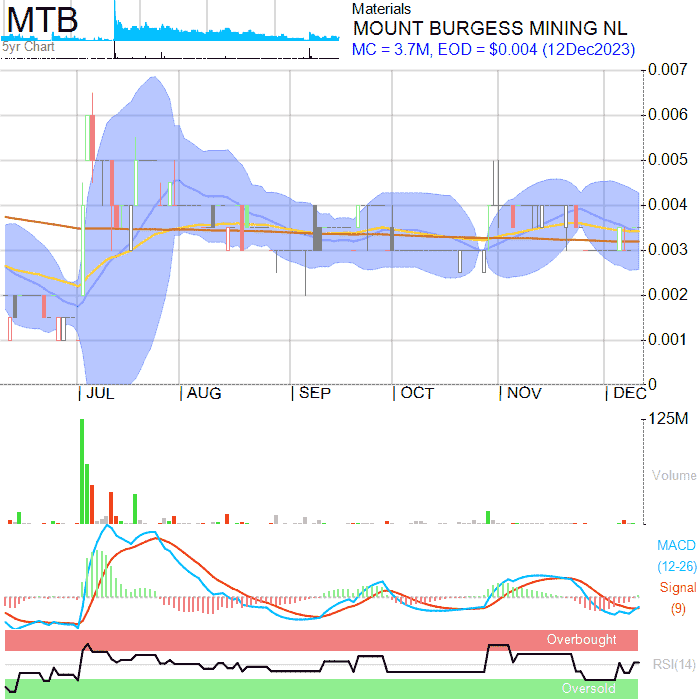 MTB
5yr Chart
Materials
MOUNT BURGESS MINING NL
MC = 3.7M, EOD = $0.004 (12Dec2023)
0.007
0.006
0.005
0.004
0.003
0.002
0.001
0
JUL AUG SEP OCT NOV DEC
125M
Volume
MACD
(12-26)
Signal
(9)
Overbought
RSI(14)
Oversold